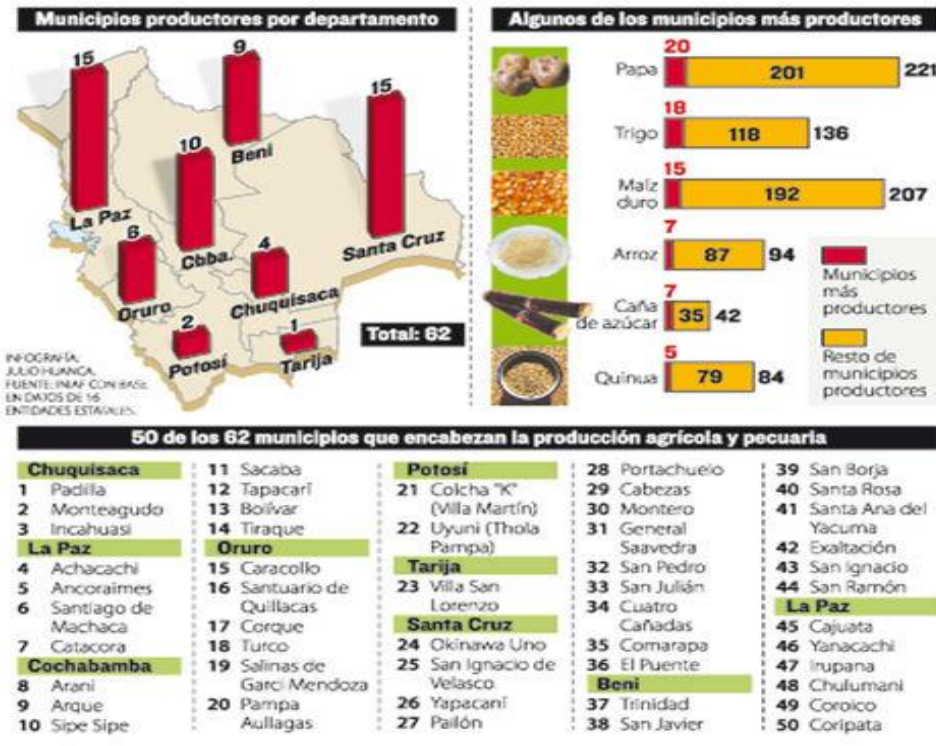 Municipios productores por departamento
15
9
15
10
Beni
La Paz
6
Cbba.
4
Santa Cruz
Oruro
Chuquisaca
2
1
Potosí
Tarija
Total: 62
INFOGRAFÍA:
JULIO HUANCA.
FUENTE: INIAF CON BASE
EN DATOS DE 16
ENTIDADES ESTATALES.
Algunos de los municipios más productores
20
Papa 201 221
18
Trigo 118 136
15
Maíz
duro 192 207
7
Arroz 87 94
7
Caña
de azúcar 35 42
5
Quinua 79 84
Municipios
más
productores
Resto de
municipios
productores
50 de los 62 municipios que encabezan la producción agrícola y pecuaria
Chuquisaca
1 Padilla
2 Monteagudo
3 Incahuasi
La Paz
4 Achacachi
5 Ancoraimes
6 Santiago de
Machaca
7 Catacora
Cochabamba
8 Arani
9 Arque
10 Sipe Sipe
11 Sacaba
12 Tapacarí
13 Bolívar
14 Tiraque
Oruro
15 Caracollo
16 Santuario de
Quillacas
17 Corque
18 Turco
19 Salinas de
Garci Mendoza
20 Pampa
Aullagas
Potosí
21 Colcha "K"
(Villa Martín)
22 Uyuni (Thola
Pampa)
Tarija
23 Villa San
Lorenzo
Santa Cruz
24 Okinawa Uno
25 San Ignacio de
Velasco
26 Yapacaní
27 Pailón
28 Portachuelo
29 Cabezas
30 Montero
31 General
Saavedra
32 San Pedro
33 San Julián
34 Cuatro
Cañadas
35 Comarapa
36 El Puente
Beni
37 Trinidad
38 San Javier
39 San Borja
40 Santa Rosa
41 Santa Ana del
Yacuma
42 Exaltación
43 San Ignacio
44 San Ramón
La Paz
45 Cajuata
46 Yanacachi
47 Irupana
48 Chulumani
49 Coroico
50 Coripata